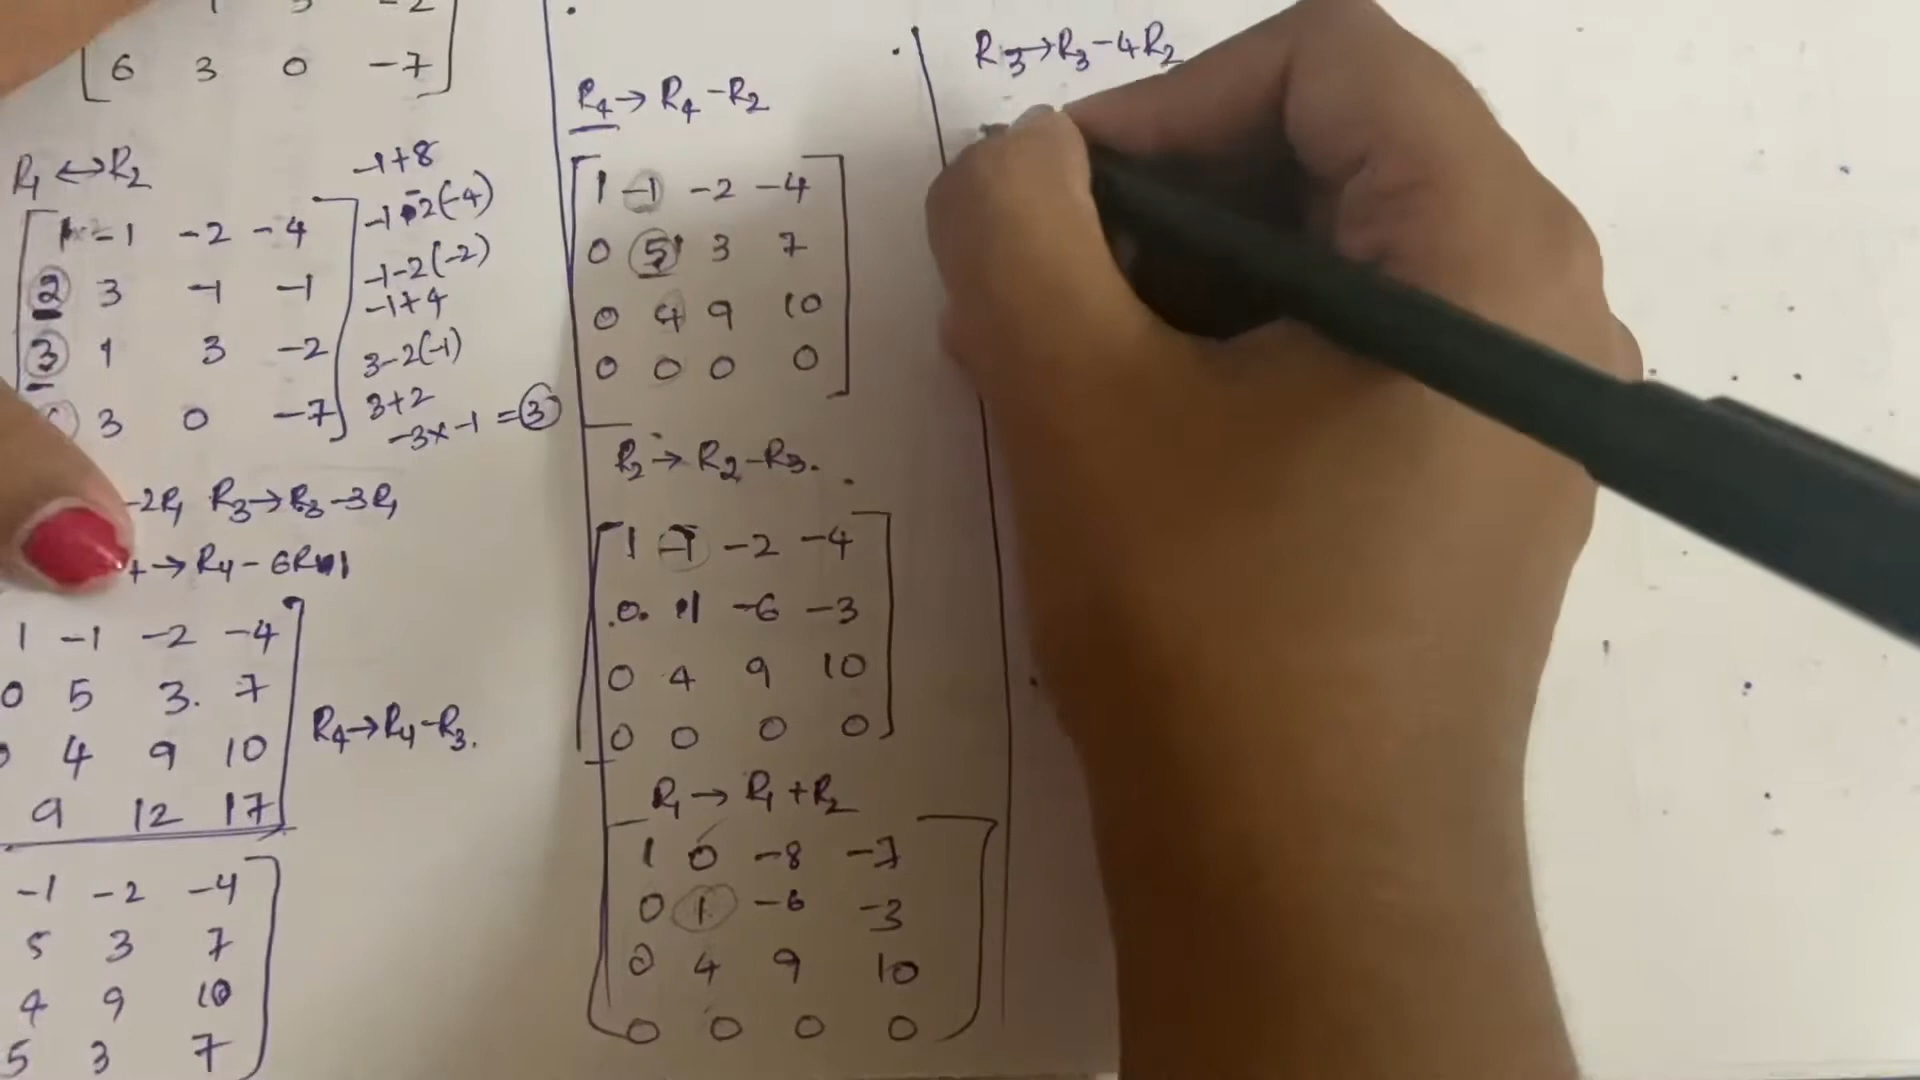 1 3 -2
6 3 0 -7
R1 ↔ R2
1 -1 -2 -4
2 3 -1 -1
3 1 3 -2
3 0 -7
-1+8
-1-2(-4)
-1-2(-2)
-1+4
3-2(-1)
3+2
-3x-1 = 3
-2R1 R3→R3-3R1
→ R4 - 6R1
1 -1 -2 -4
0 5 3. 7
0 4 9 10
9 12 17
R4→R4-R3.
-1 -2 -4
5 3 7
4 9 10
5 3 7
R4 → R4 - R2
1 -1 -2 -4
0 5 3 7
0 4 9 10
0 0 0 0
R2 → R2-R3.
1 -1 -2 -4
0 1 -6 -3
0 4 9 10
0 0 0 0
R1 → R1+R2
1 0 -8 -7
0 1 -6 -3
0 4 9 10
0 0 0 0
R3→R3-4R2